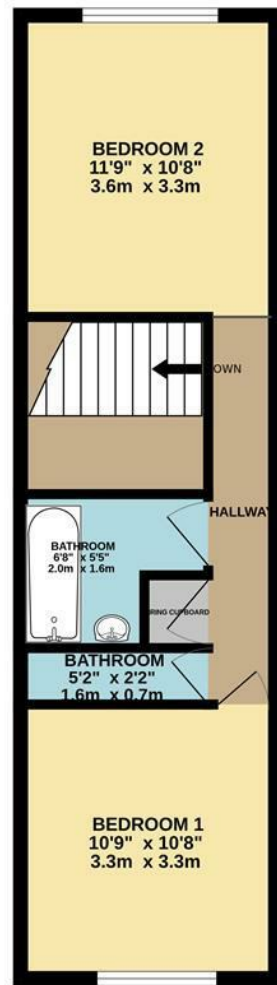 BEDROOM 2
11'9" x 10'8"
3.6m x 3.3m
OWN
HALLWAY
BATHROOM
6'8" x 5'5"
2.0m x 1.6m
RING CUPBOARD
BATHROOM
5'2" x 2'2"
1.6m x 0.7m
BEDROOM 1
10'9" x 10'8"
3.3m x 3.3m